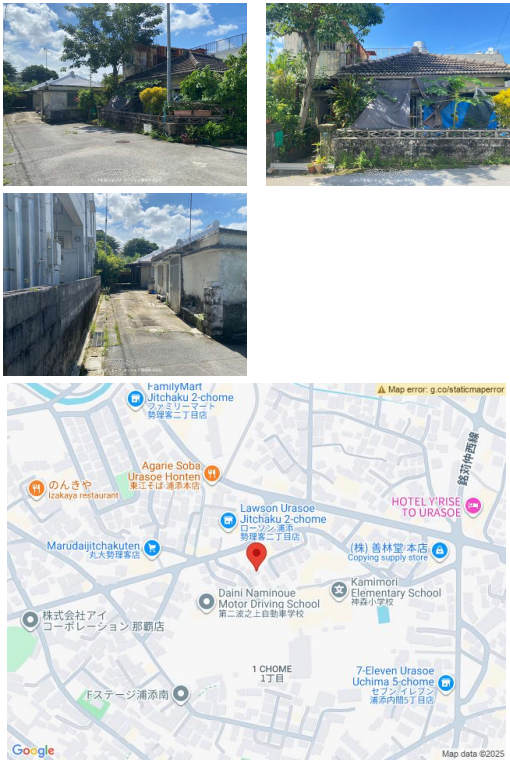 Map error: g.co/staticmaperror
FamilyMart
Jitchaku 2-chome
ファミリーマート
勢理客二丁目店
銘苅仲西線
Agarie Soba
Urasoe Honten
東江そば 浦添本店
のんきや
Izakaya restaurant
HOTEL Y'RISE
TO URASOE
Lawson Urasoe
Jitchaku 2-chome
ローソン 浦添
勢理客二丁目店
Marudaijitchakuten
丸大勢理客店
(株) 善林堂 本店
Copying supply store
Kamimori
Elementary School
神森小学校
Daini Naminoue
Motor Driving School
第二波之上自動車学校
株式会社アイ
コーポレーション 那覇店
1 CHOME
1丁目
7-Eleven Urasoe
Uchima 5-chome
セブン-イレブン
浦添内間5丁目店
Fステージ浦添南
Google
Map data ©2025